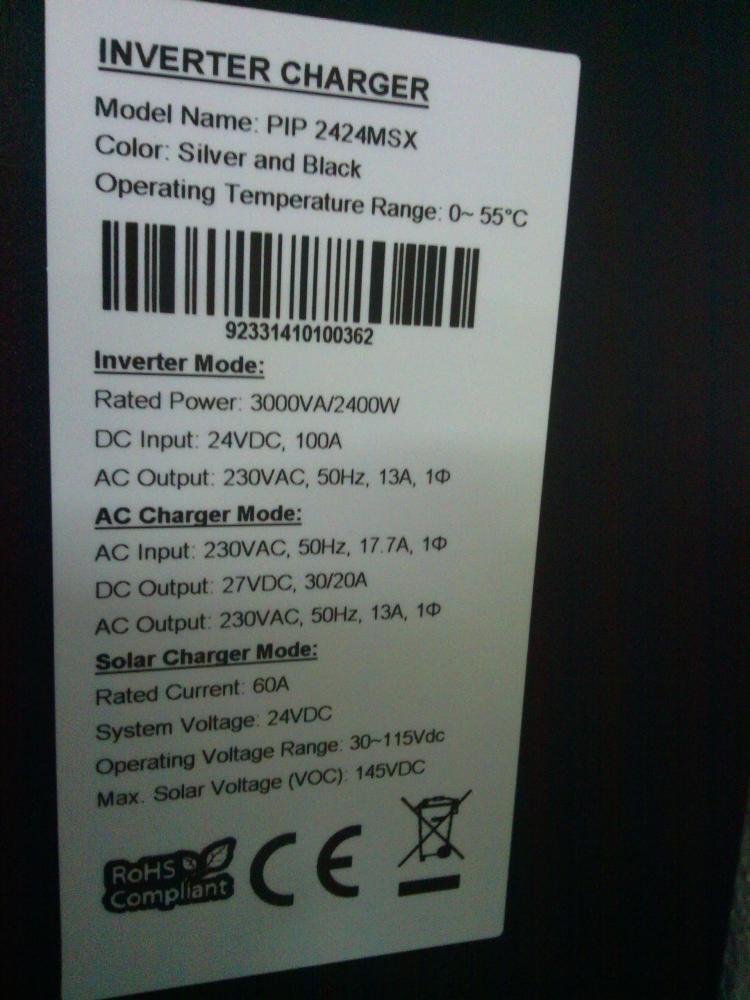 INVERTER CHARGER
Model Name: PIP 2424MSX
Color: Silver and Black
Operating Temperature Range: 0~ 55°C
92331410100362
Inverter Mode:
Rated Power: 3000VA/2400W
DC Input: 24VDC, 100A
AC Output: 230VAC, 50Hz, 13A, 1Φ
AC Charger Mode:
AC Input: 230VAC, 50Hz, 17.7A, 1Φ
DC Output: 27VDC, 30/20A
AC Output: 230VAC, 50Hz, 13A, 1Φ
Solar Charger Mode:
Rated Current: 60A
System Voltage: 24VDC
Operating Voltage Range: 30~115Vdc
Max. Solar Voltage (VOC): 145VDC
RoHS
Compliant
CE